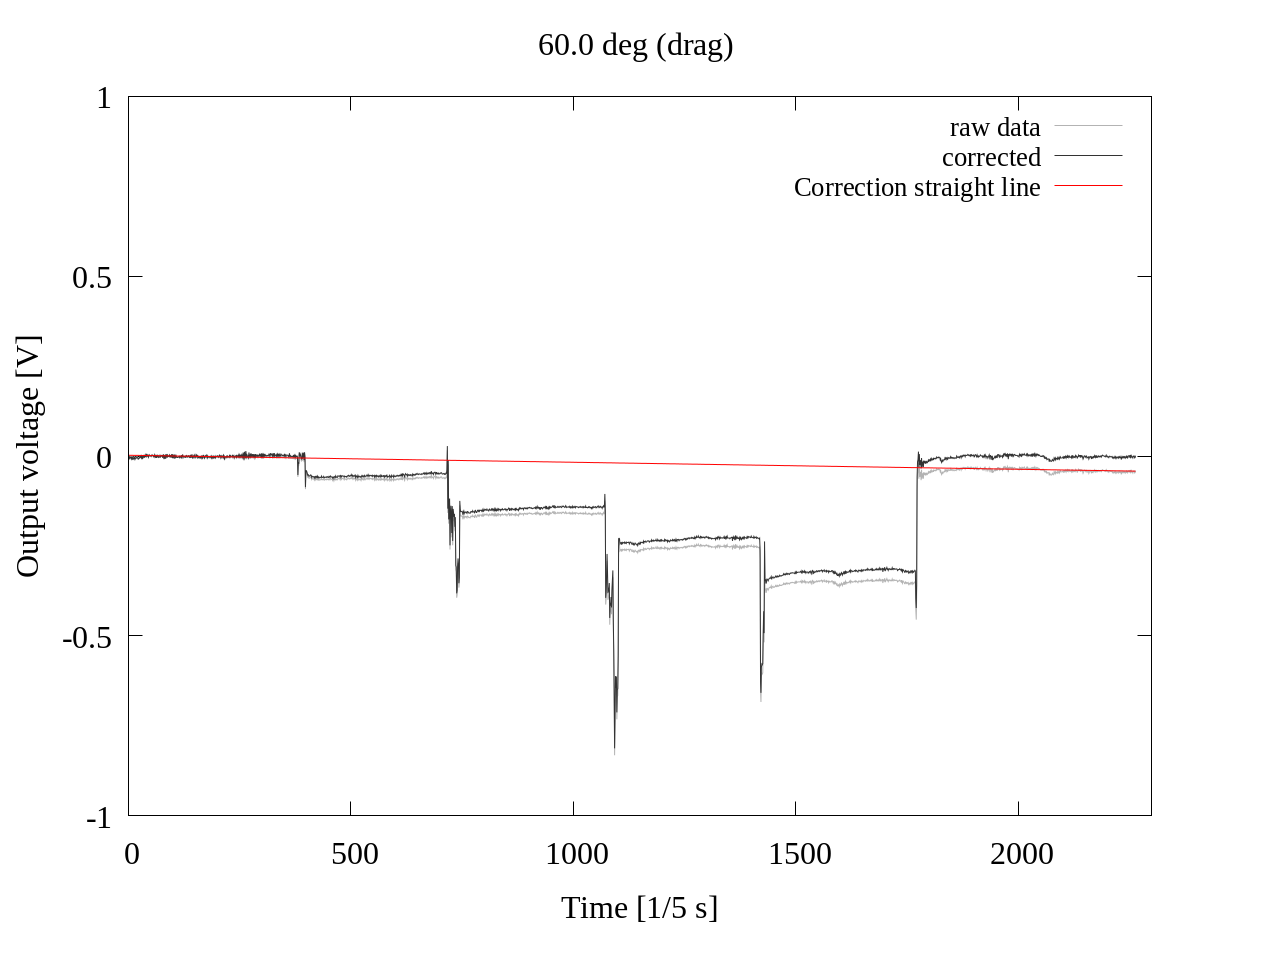 60.0 deg (drag)
1
0.5
0
-0.5
-1
Output voltage [V]
raw data
corrected
Correction straight line
0 500 1000 1500 2000
Time [1/5 s]